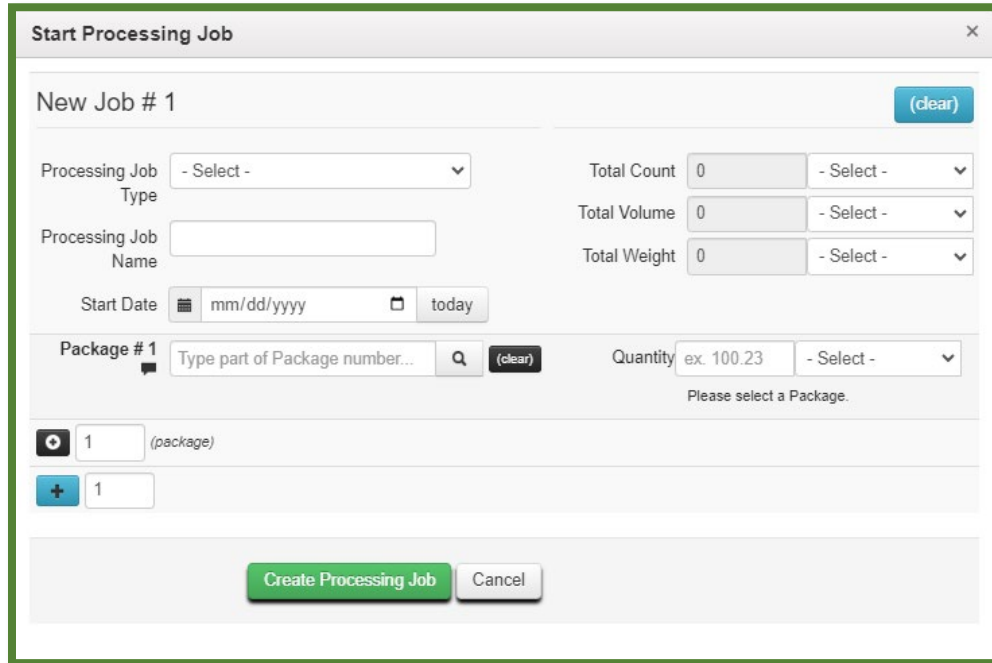 Start Processing Job ×
New Job # 1 (clear)
Processing Job Type - Select -
Total Count 0 - Select -
Total Volume 0 - Select -
Processing Job Name
Total Weight 0 - Select -
Start Date mm/dd/yyyy today
Package # 1 Type part of Package number... (clear) Quantity ex. 100.23 - Select -
Please select a Package.
1 (package)
+ 1
Create Processing Job Cancel